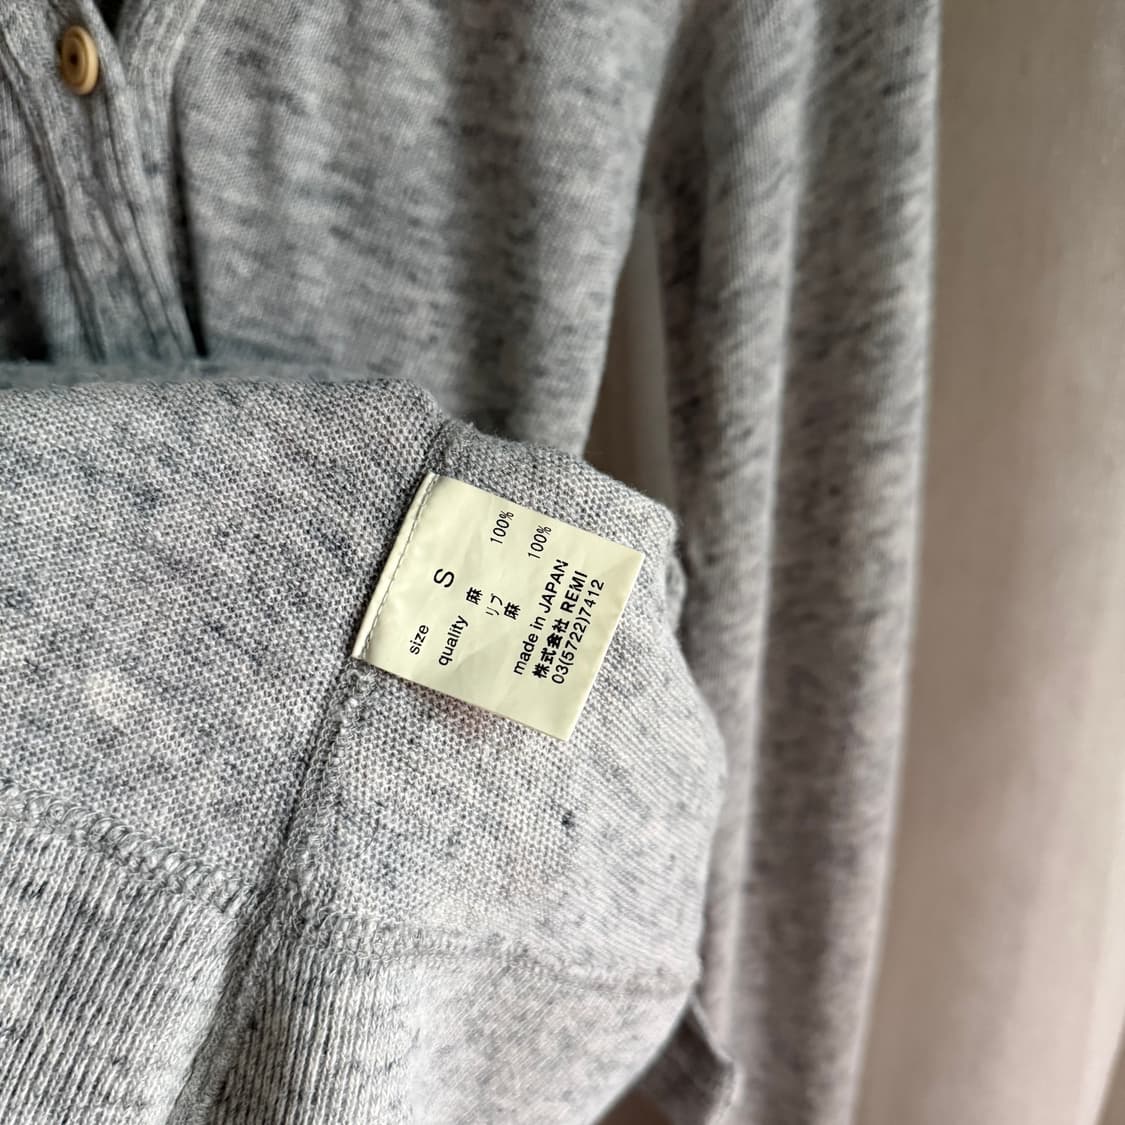 size S
quality 麻 100%
リブ
麻 100%
made in JAPAN
株式会社 REMI
03(5722)7412